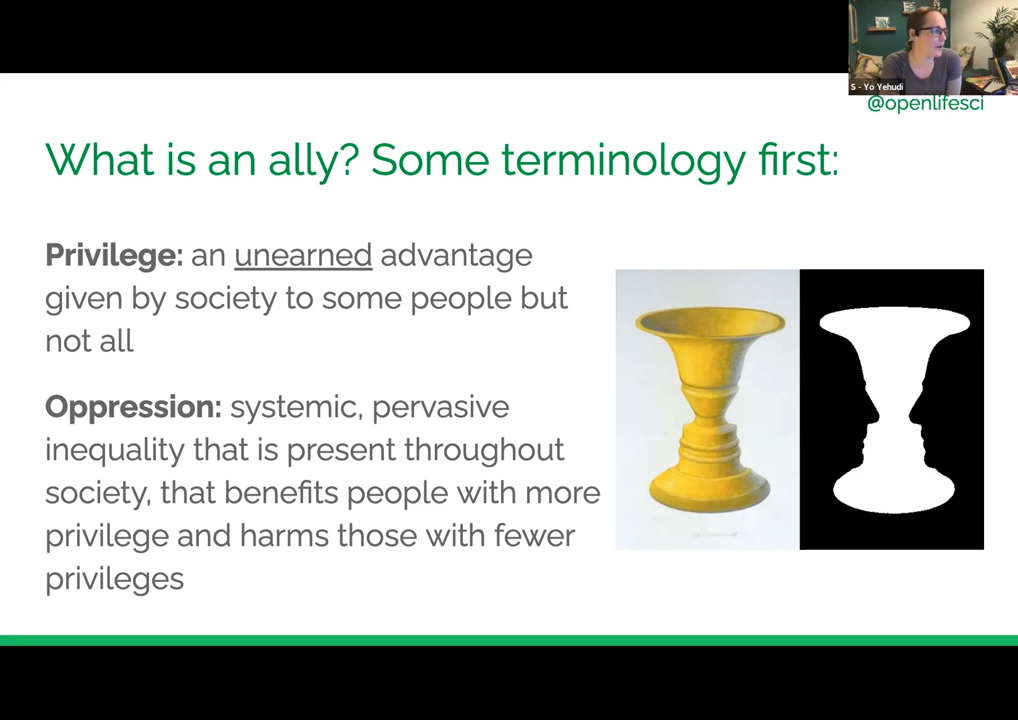 S - Yo Yehudi
@openlifesci
What is an ally? Some terminology first:
Privilege: an unearned advantage
given by society to some people but
not all
Oppression: systemic, pervasive
inequality that is present throughout
society, that benefits people with more
privilege and harms those with fewer
privileges